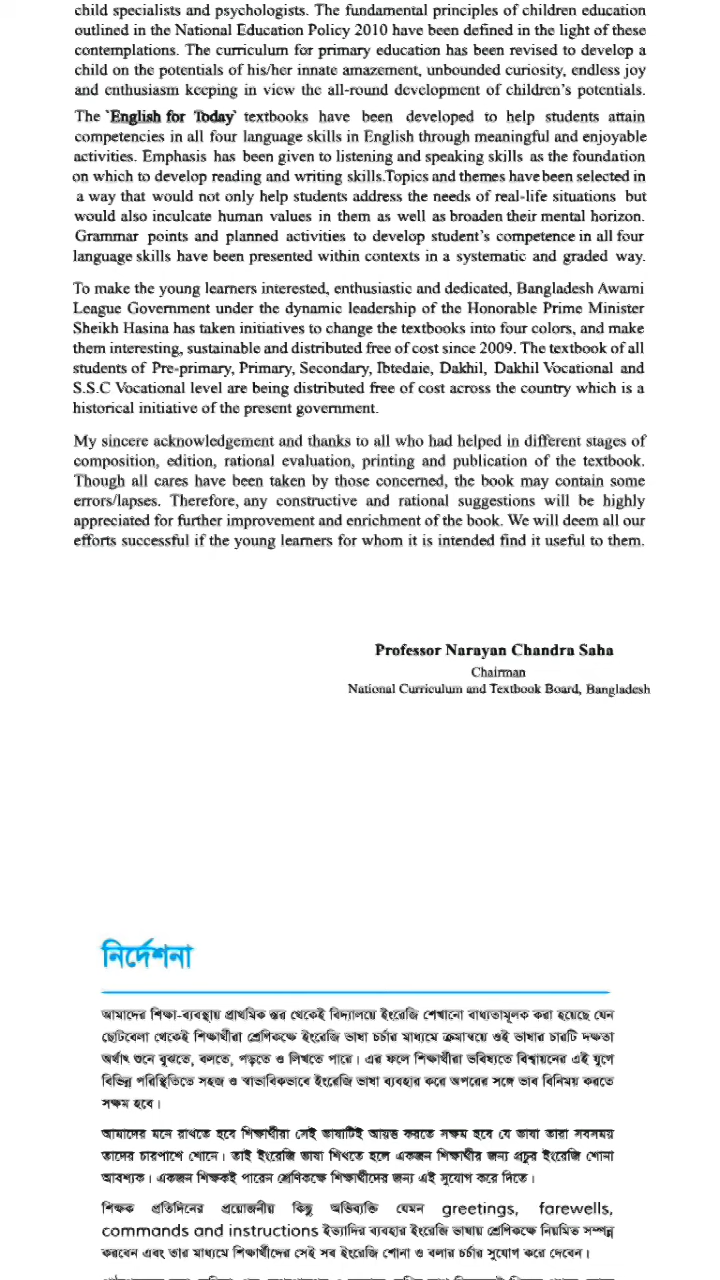 child specialists and psychologists. The fundamental principles of children education
outlined in the National Education Policy 2010 have been defined in the light of these
contemplations. The curriculum for primary education has been revised to develop a
child on the potentials of his/her innate amazement, unbounded curiosity, endless joy
and enthusiasm keeping in view the all-round development of children's potentials.
The `English for Today` textbooks have been developed to help students attain
competencies in all four language skills in English through meaningful and enjoyable
activities. Emphasis has been given to listening and speaking skills as the foundation
on which to develop reading and writing skills.Topics and themes have been selected in
a way that would not only help students address the needs of real-life situations but
would also inculcate human values in them as well as broaden their mental horizon.
Grammar points and planned activities to develop student's competence in all four
language skills have been presented within contexts in a systematic and graded way.
To make the young learners interested, enthusiastic and dedicated, Bangladesh Awami
League Government under the dynamic leadership of the Honorable Prime Minister
Sheikh Hasina has taken initiatives to change the textbooks into four colors, and make
them interesting, sustainable and distributed free of cost since 2009. The textbook of all
students of Pre-primary, Primary, Secondary, Ibtedaie, Dakhil, Dakhil Vocational and
S.S.C Vocational level are being distributed free of cost across the country which is a
historical initiative of the present government.
My sincere acknowledgement and thanks to all who had helped in different stages of
composition, edition, rational evaluation, printing and publication of the textbook.
Though all cares have been taken by those concerned, the book may contain some
errors/lapses. Therefore, any constructive and rational suggestions will be highly
appreciated for further improvement and enrichment of the book. We will deem all our
efforts successful if the young learners for whom it is intended find it useful to them.
Professor Narayan Chandra Saha
Chairman
National Curriculum and Textbook Board, Bangladesh
নির্দেশনা
আমাদের শিক্ষা-ব্যবস্থায় প্রাথমিক স্তর থেকেই বিদ্যালয়ে ইংরেজি শেখানো বাধ্যতামূলক করা হয়েছে যেন
ছোটবেলা থেকেই শিক্ষার্থীরা শ্রেণিকক্ষে ইংরেজি ভাষা চর্চার মাধ্যমে ক্রমান্বয়ে ওই ভাষার চারটি দক্ষতা
অর্থাৎ শুনে বুঝতে, বলতে, পড়তে ও লিখতে পারে। এর ফলে শিক্ষার্থীরা ভবিষ্যতে বিশ্বায়নের এই যুগে
বিভিন্ন পরিস্থিতিতে সহজ ও স্বাভাবিকভাবে ইংরেজি ভাষা ব্যবহার করে অপরের সঙ্গে ভাব বিনিময় করতে
সক্ষম হবে।
আমাদের মনে রাখতে হবে শিক্ষার্থীরা সেই ভাষাটিই আয়ত্ত করতে সক্ষম হবে যে ভাষা তারা সবসময়
তাদের চারপাশে শোনে। তাই ইংরেজি ভাষা শিখতে হলে একজন শিক্ষার্থীর জন্য প্রচুর ইংরেজি শোনা
আবশ্যক। একজন শিক্ষকই পারেন শ্রেণিকক্ষে শিক্ষার্থীদের জন্য এই সুযোগ করে দিতে।
শিক্ষক প্রতিদিনের প্রয়োজনীয় কিছু অভিব্যক্তি যেমন greetings, farewells,
commands and instructions ইত্যাদির ব্যবহার ইংরেজি ভাষায় শ্রেণিকক্ষে নিয়মিত সম্পন্ন
করবেন এবং তার মাধ্যমে শিক্ষার্থীদের সেই সব ইংরেজি শোনা ও বলার চর্চার সুযোগ করে দেবেন।